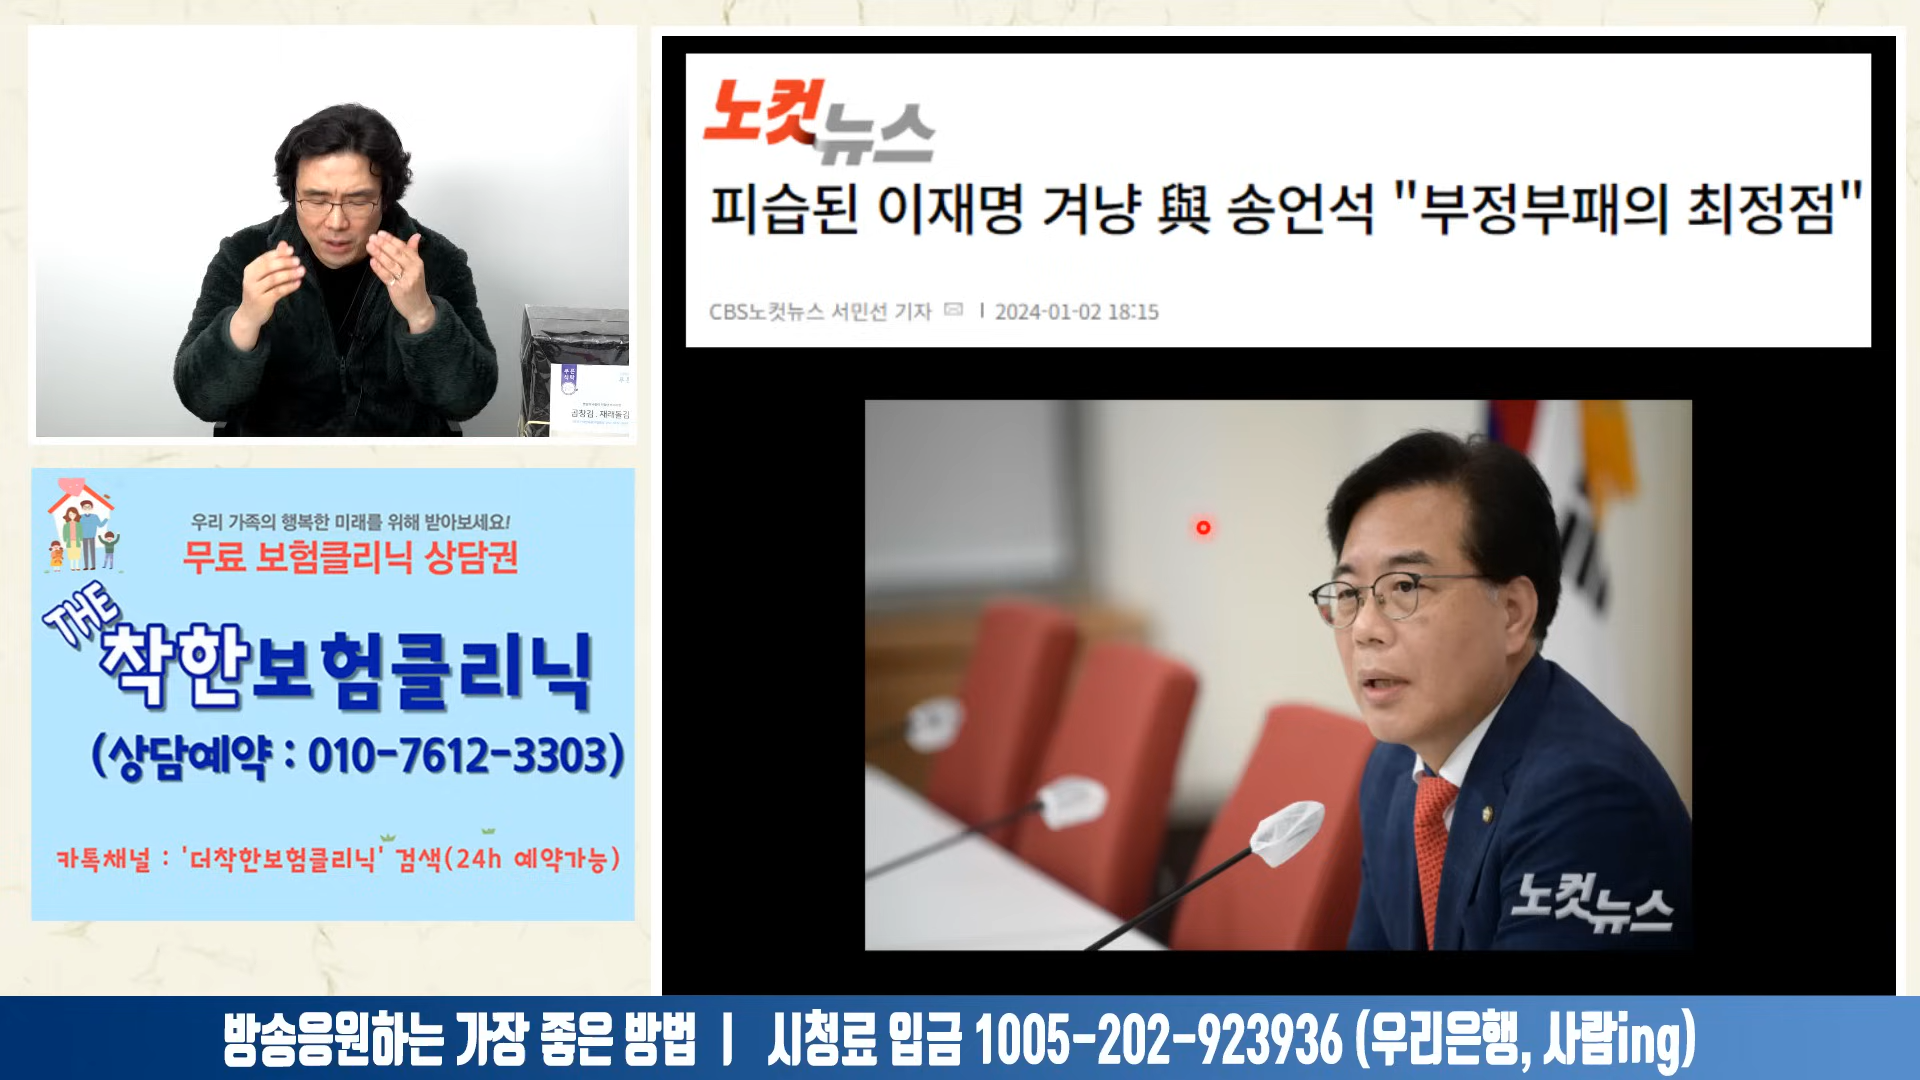 노컷뉴스
피습된 이재명 겨냥 與 송언석 "부정부패의 최정점"
CBS노컷뉴스 서민선 기자 | 2024-01-02 18:15
곱창김 . 재래돌김
우리 가족의 행복한 미래를 위해 받아보세요!
무료 보험클리닉 상담권
THE
착한보험클리닉
(상담예약 : 010-7612-3303)
카톡채널 : '더착한보험클리닉' 검색(24h 예약가능)
노컷뉴스
방송응원하는 가장 좋은 방법 | 시청료 입금 1005-202-923936 (우리은행, 사람ing)